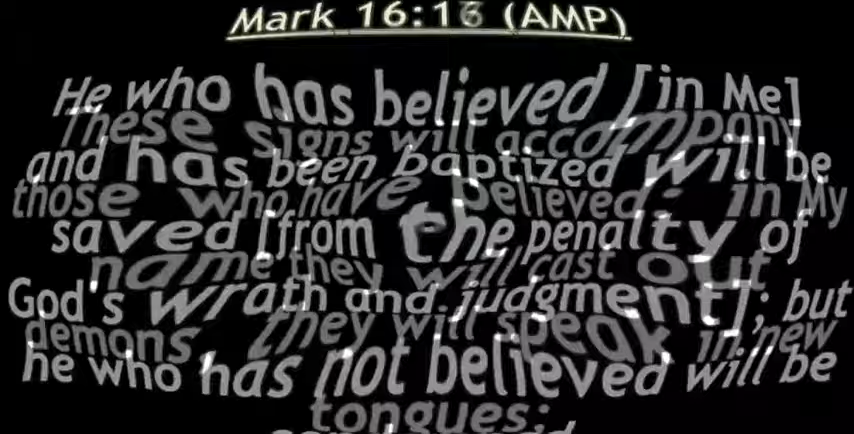 Mark 16:16 (AMP)
He who has believed [in Me]
These signs will accompany
and has been baptized will be
those who have believed: in My
saved [from the penalty of
name they will cast out
God's wrath and judgment]; but
demons, they will speak in new
he who has not believed will be
tongues;